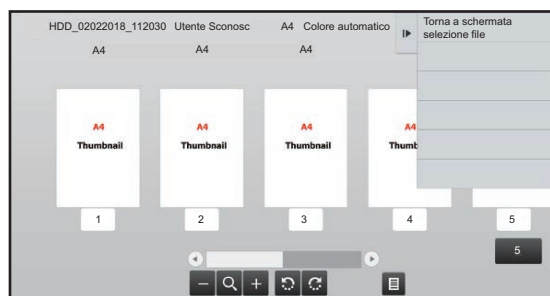 HDD_02022018_112030 Utente Sconosc A4 Colore automatico
Torna a schermata
selezione file
A4 A4 A4
A4 A4 A4 A4
Thumbnail Thumbnail Thumbnail Thumb
1 2 3 4 5
5